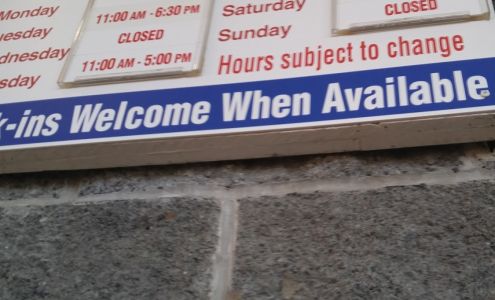 Monday 11:00 AM - 6:30 PM Saturday
uesday CLOSED Sunday CLOSED
dnesday 11:00 AM - 5:00 PM Hours subject to change
sday
k-ins Welcome When Available